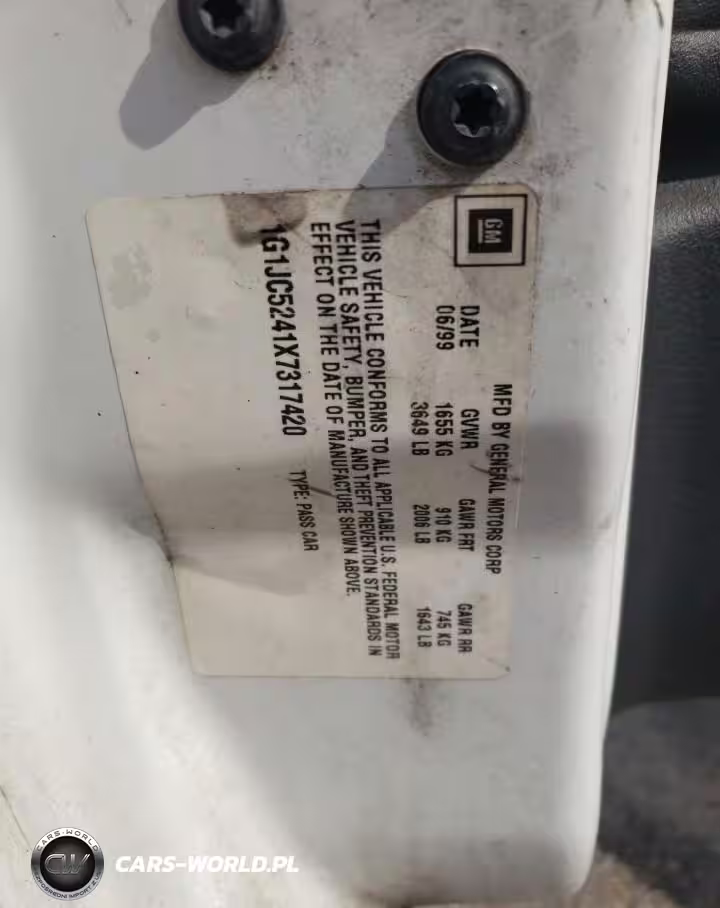 GM
MFD BY GENERAL MOTORS CORP
DATE GVWR GAWR FRT GAWR RR
06/99 1655 KG 910 KG 745 KG
3649 LB 2006 LB 1643 LB
THIS VEHICLE CONFORMS TO ALL APPLICABLE U.S. FEDERAL MOTOR
VEHICLE SAFETY, BUMPER, AND THEFT PREVENTION STANDARDS IN
EFFECT ON THE DATE OF MANUFACTURE SHOWN ABOVE.
1G1JC5241X7317420 TYPE: PASS CAR
CARS-WORLD
CW
CARS-WORLD.PL